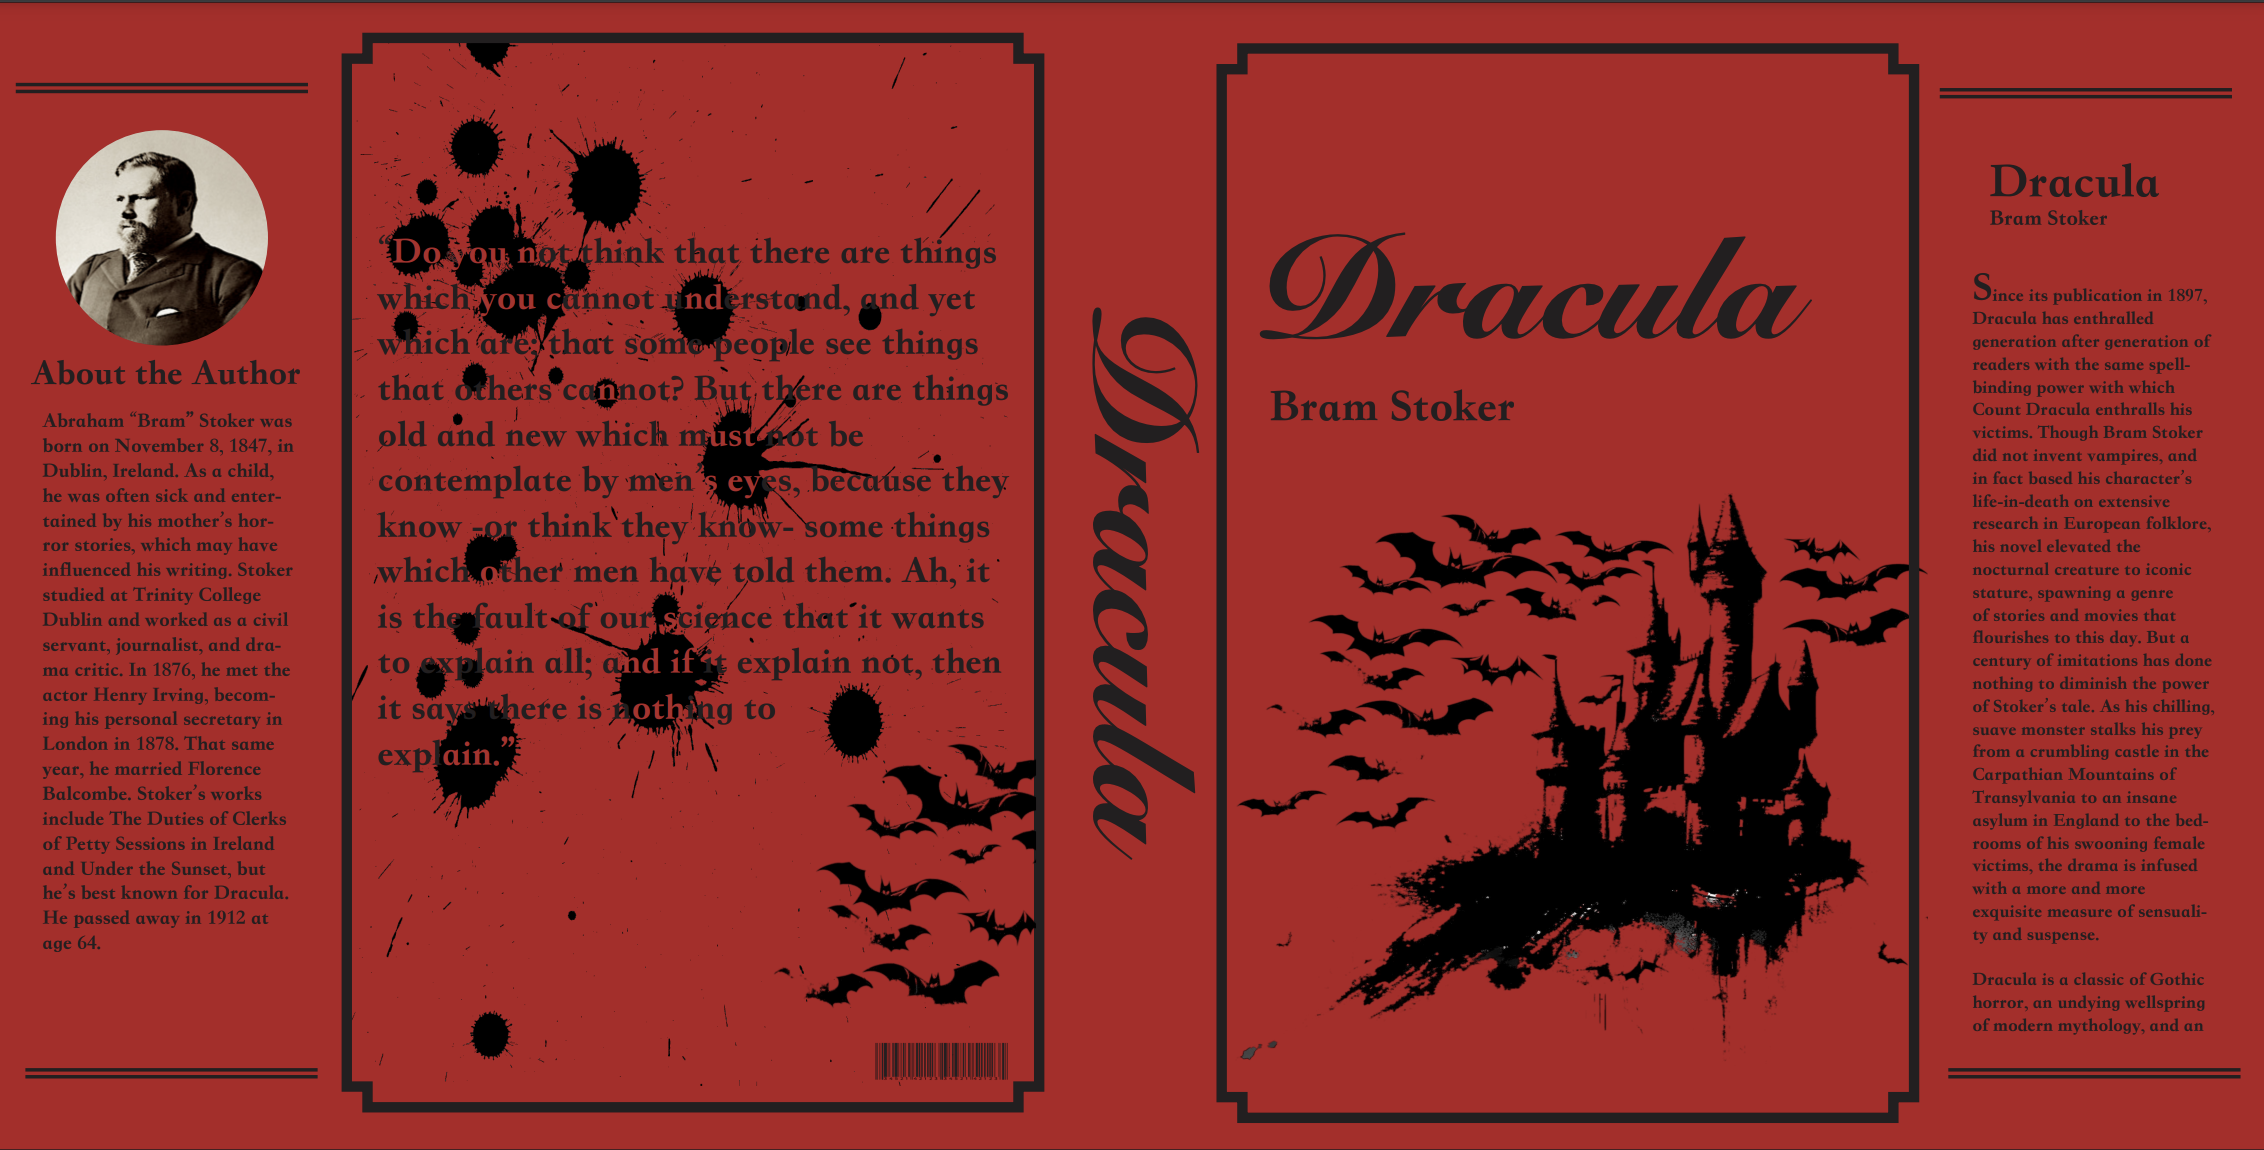 About the Author
Abraham “Bram” Stoker was
born on November 8, 1847, in
Dublin, Ireland. As a child,
he was often sick and enter-
tained by his mother’s hor-
ror stories, which may have
influenced his writing. Stoker
studied at Trinity College
Dublin and worked as a civil
servant, journalist, and dra-
ma critic. In 1876, he met the
actor Henry Irving, becom-
ing his personal secretary in
London in 1878. That same
year, he married Florence
Balcombe. Stoker’s works
include The Duties of Clerks
of Petty Sessions in Ireland
and Under the Sunset, but
he’s best known for Dracula.
He passed away in 1912 at
age 64.
“Do you not think that there are things
which you cannot understand, and yet
which are; that some people see things
that others cannot? But there are things
old and new which must not be
contemplate by men’s eyes, because they
know -or think they know- some things
which other men have told them. Ah, it
is the fault of our science that it wants
to explain all; and if it explain not, then
it says there is nothing to
explain.”
Dracula
Dracula
Bram Stoker
Dracula
Bram Stoker
Since its publication in 1897,
Dracula has enthralled
generation after generation of
readers with the same spell-
binding power with which
Count Dracula enthralls his
victims. Though Bram Stoker
did not invent vampires, and
in fact based his character’s
life-in-death on extensive
research in European folklore,
his novel elevated the
nocturnal creature to iconic
stature, spawning a genre
of stories and movies that
flourishes to this day. But a
century of imitations has done
nothing to diminish the power
of Stoker’s tale. As his chilling,
suave monster stalks his prey
from a crumbling castle in the
Carpathian Mountains of
Transylvania to an insane
asylum in England to the bed-
rooms of his swooning female
victims, the drama is infused
with a more and more
exquisite measure of sensuali-
ty and suspense.
Dracula is a classic of Gothic
horror, an undying wellspring
of modern mythology, and an